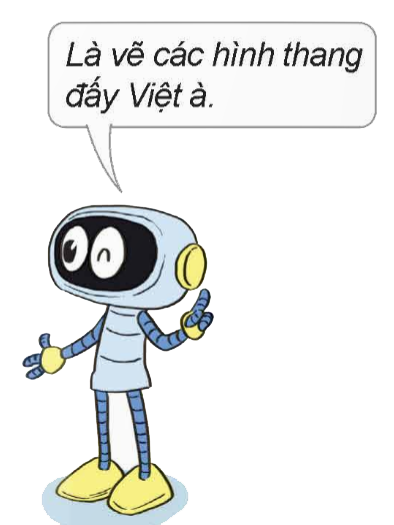 Là vẽ các hình thang
đấy Việt à.